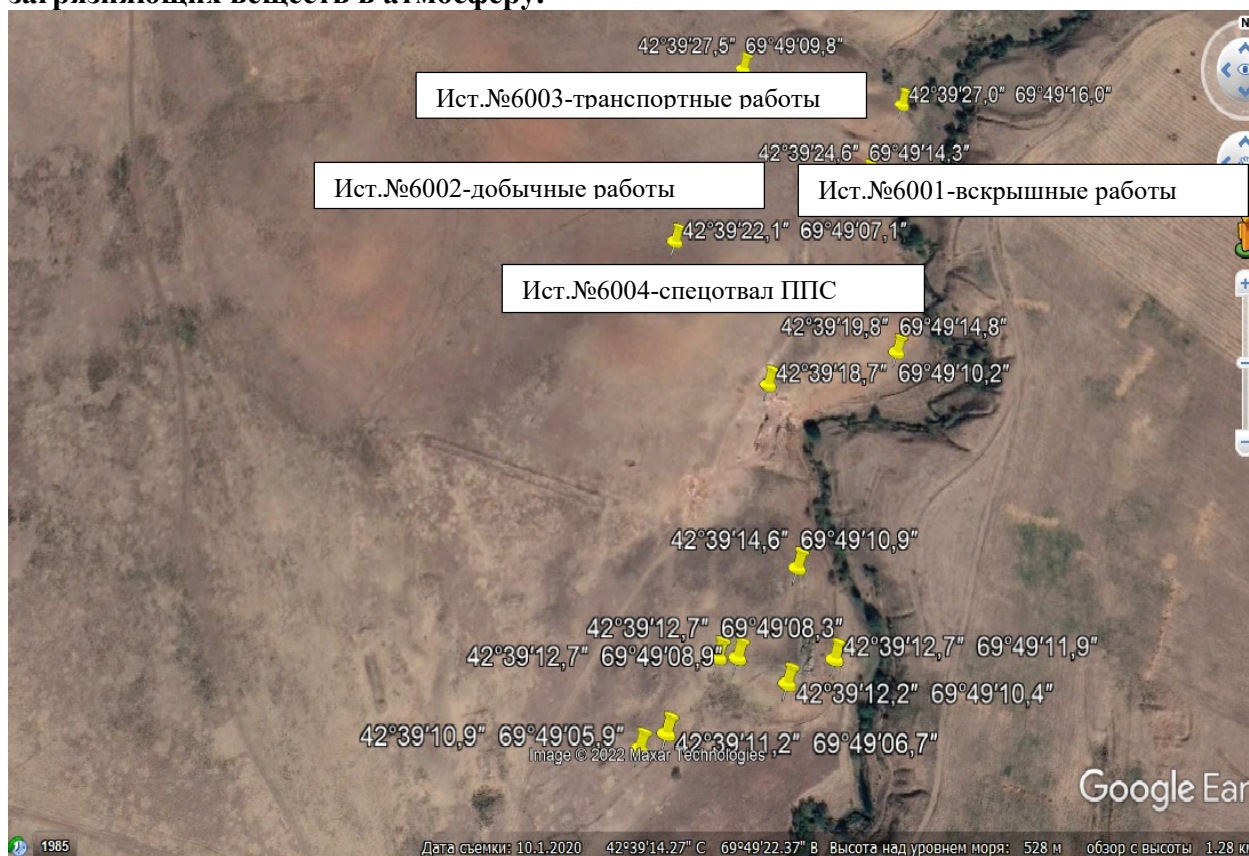 загрязняющих веществ в атмосферу.
N
42°39'27,5" 69°49'09,8"
Ист.№6003-транспортные работы
42°39'27,0" 69°49'16,0"
42°39'24,6" 69°49'14,3"
Ист.№6002-добычные работы
Ист.№6001-вскрышные работы
42°39'22,1" 69°49'07,1"
Ист.№6004-спецотвал ППС
42°39'19,8" 69°49'14,8"
42°39'18,7" 69°49'10,2"
42°39'14,6" 69°49'10,9"
42°39'12,7" 69°49'08,3"
42°39'12,7" 69°49'08,9"
42°39'12,7" 69°49'11,9"
42°39'12,2" 69°49'10,4"
42°39'10,9" 69°49'05,9"
42°39'11,2" 69°49'06,7"
Image © 2022 Maxar Technologies
Google Ear
1985
Дата съемки: 10.1.2020 42°39'14.27" С 69°49'22.37" В Высота над уровнем моря: 528 м обзор с высоты 1.28 к